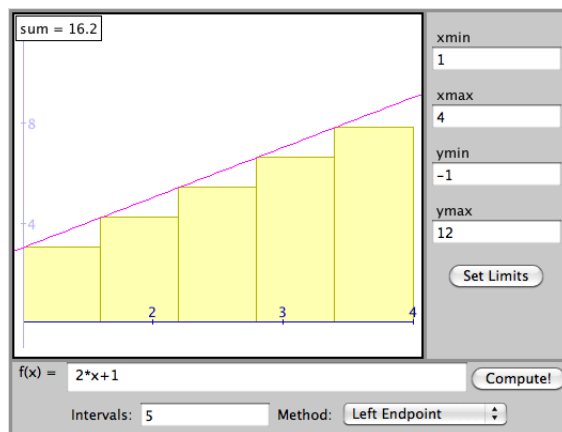 sum = 16.2
8
4
2
3
4
xmin
1
xmax
4
ymin
-1
ymax
12
Set Limits
f(x) = 2*x+1
Compute!
Intervals: 5 Method: Left Endpoint